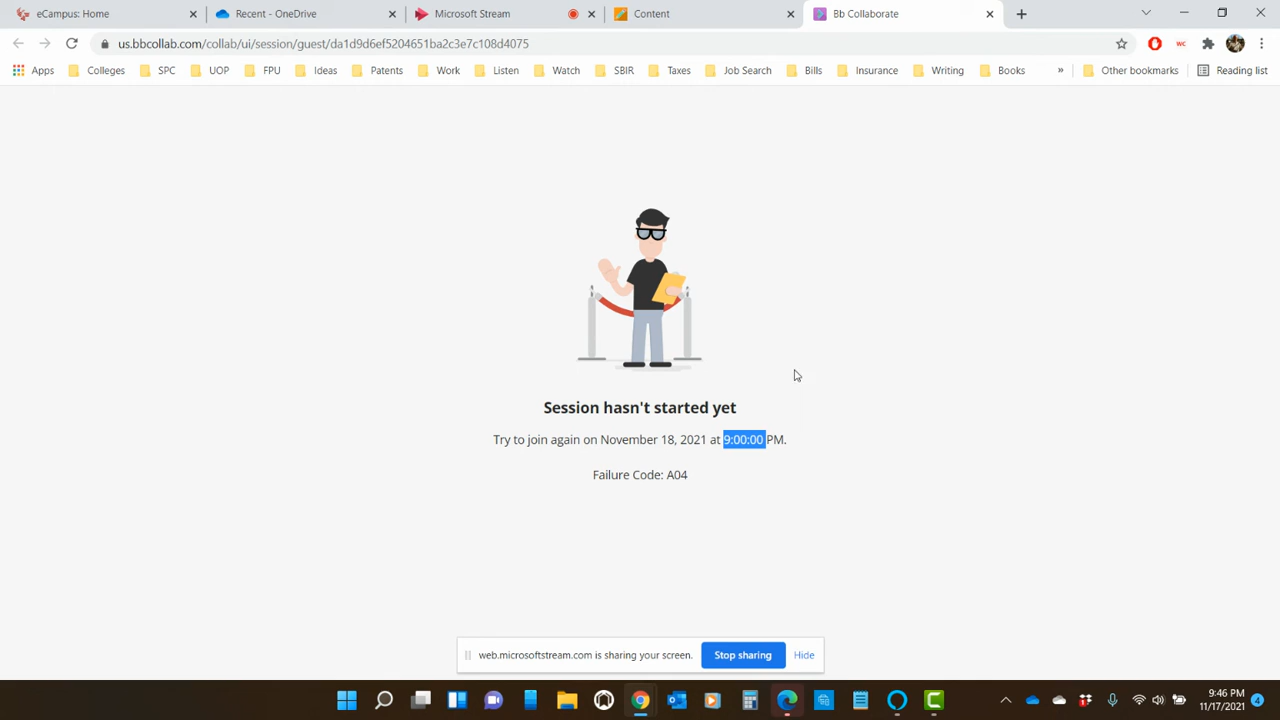 eCampus: Home
Recent - OneDrive
Microsoft Stream
Content
Bb Collaborate
us.bbcollab.com/collab/ui/session/guest/da1d9d6ef5204651ba2c3e7c108d4075
Apps Colleges SPC UOP FPU Ideas Patents Work Listen Watch SBIR Taxes Job Search Bills Insurance Writing Books » Other bookmarks Reading list
Session hasn't started yet
Try to join again on November 18, 2021 at 9:00:00 PM.
Failure Code: A04
web.microsoftstream.com is sharing your screen. Stop sharing Hide
9:46 PM
11/17/2021
4